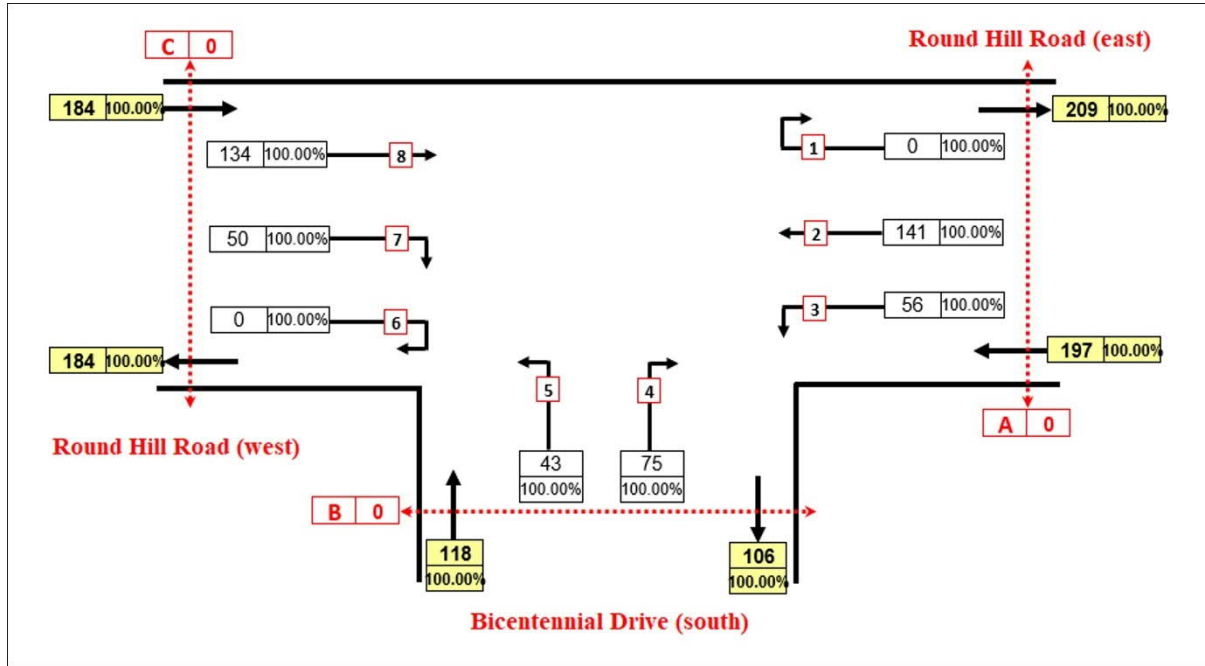 C 0
Round Hill Road (east)
184 100.00%
209 100.00%
134 100.00% 8
1 0 100.00%
50 100.00% 7
2 141 100.00%
0 100.00% 6
3 56 100.00%
184 100.00%
197 100.00%
5
4
A 0
Round Hill Road (west)
43
100.00%
75
100.00%
B 0
118
100.00%
106
100.00%
Bicentennial Drive (south)